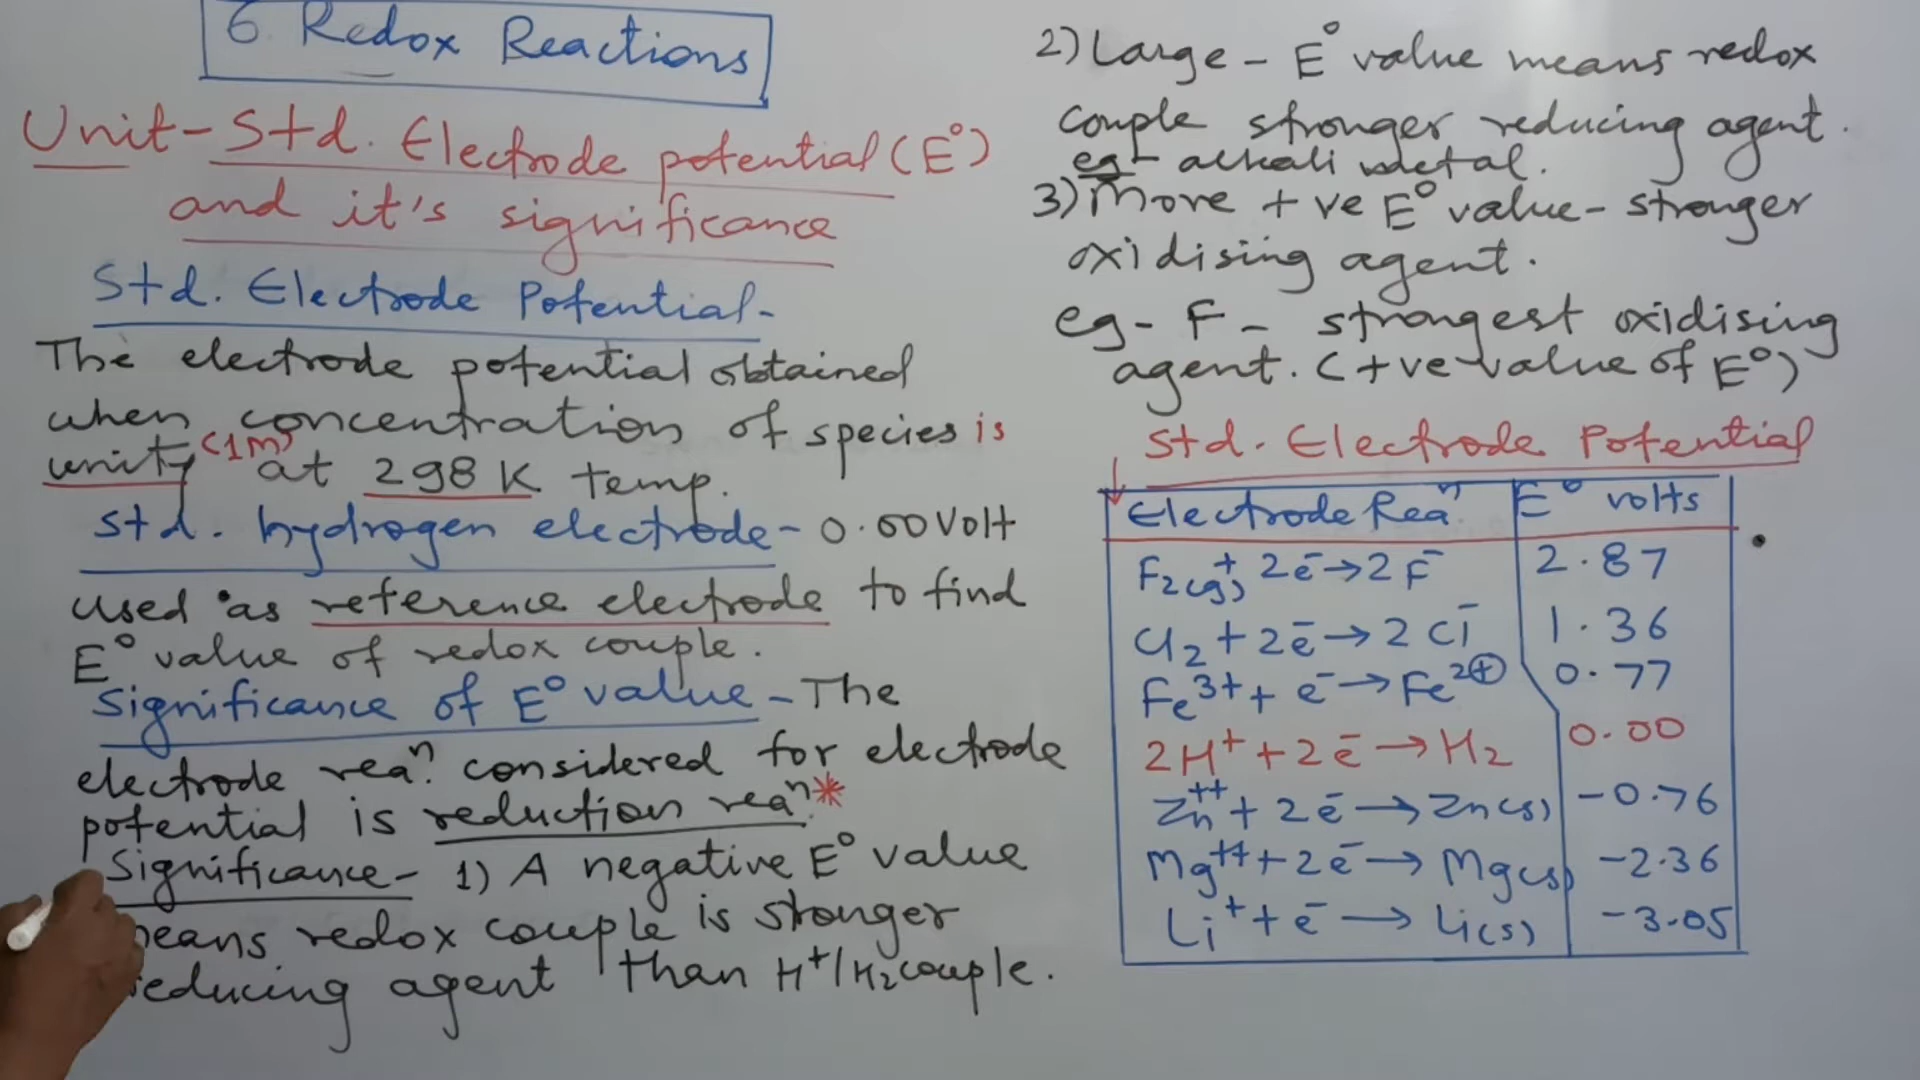 6. Redox Reactions
Unit-Std. Electrode potential (E°)
and it's significance
Std. Electrode Potential-
The electrode potential obtained
when concentration of species is
unity (1m) at 298 K temp.
Std. hydrogen electrode- 0.00 Volt
used as reference electrode to find
E° value of redox couple.
Significance of E° value - The
electrode reaⁿ. considered for electrode
potential is reduction reaⁿ.*
Significance- 1) A negative E° value
eans redox couple is stronger
reducing agent than H⁺/H₂ couple.
2) Large - E° value means redox
couple stronger reducing agent.
eg- alkali metal.
3) More +ve E° value- stronger
oxidising agent.
eg- F - strongest oxidising
agent. (+ve value of E°)
Std. Electrode Potential
Electrode Reaⁿ. E° volts
F₂(g) + 2e⁻ → 2F⁻ 2.87
Cl₂ + 2e⁻ → 2Cl⁻ 1.36
Fe³⁺ + e⁻ → Fe²⁺ 0.77
2H⁺ + 2e⁻ → H₂ 0.00
Zn⁺⁺ + 2e⁻ → Zn(s) -0.76
Mg⁺⁺ + 2e⁻ → Mg(s) -2.36
Li⁺ + e⁻ → Li(s) -3.05